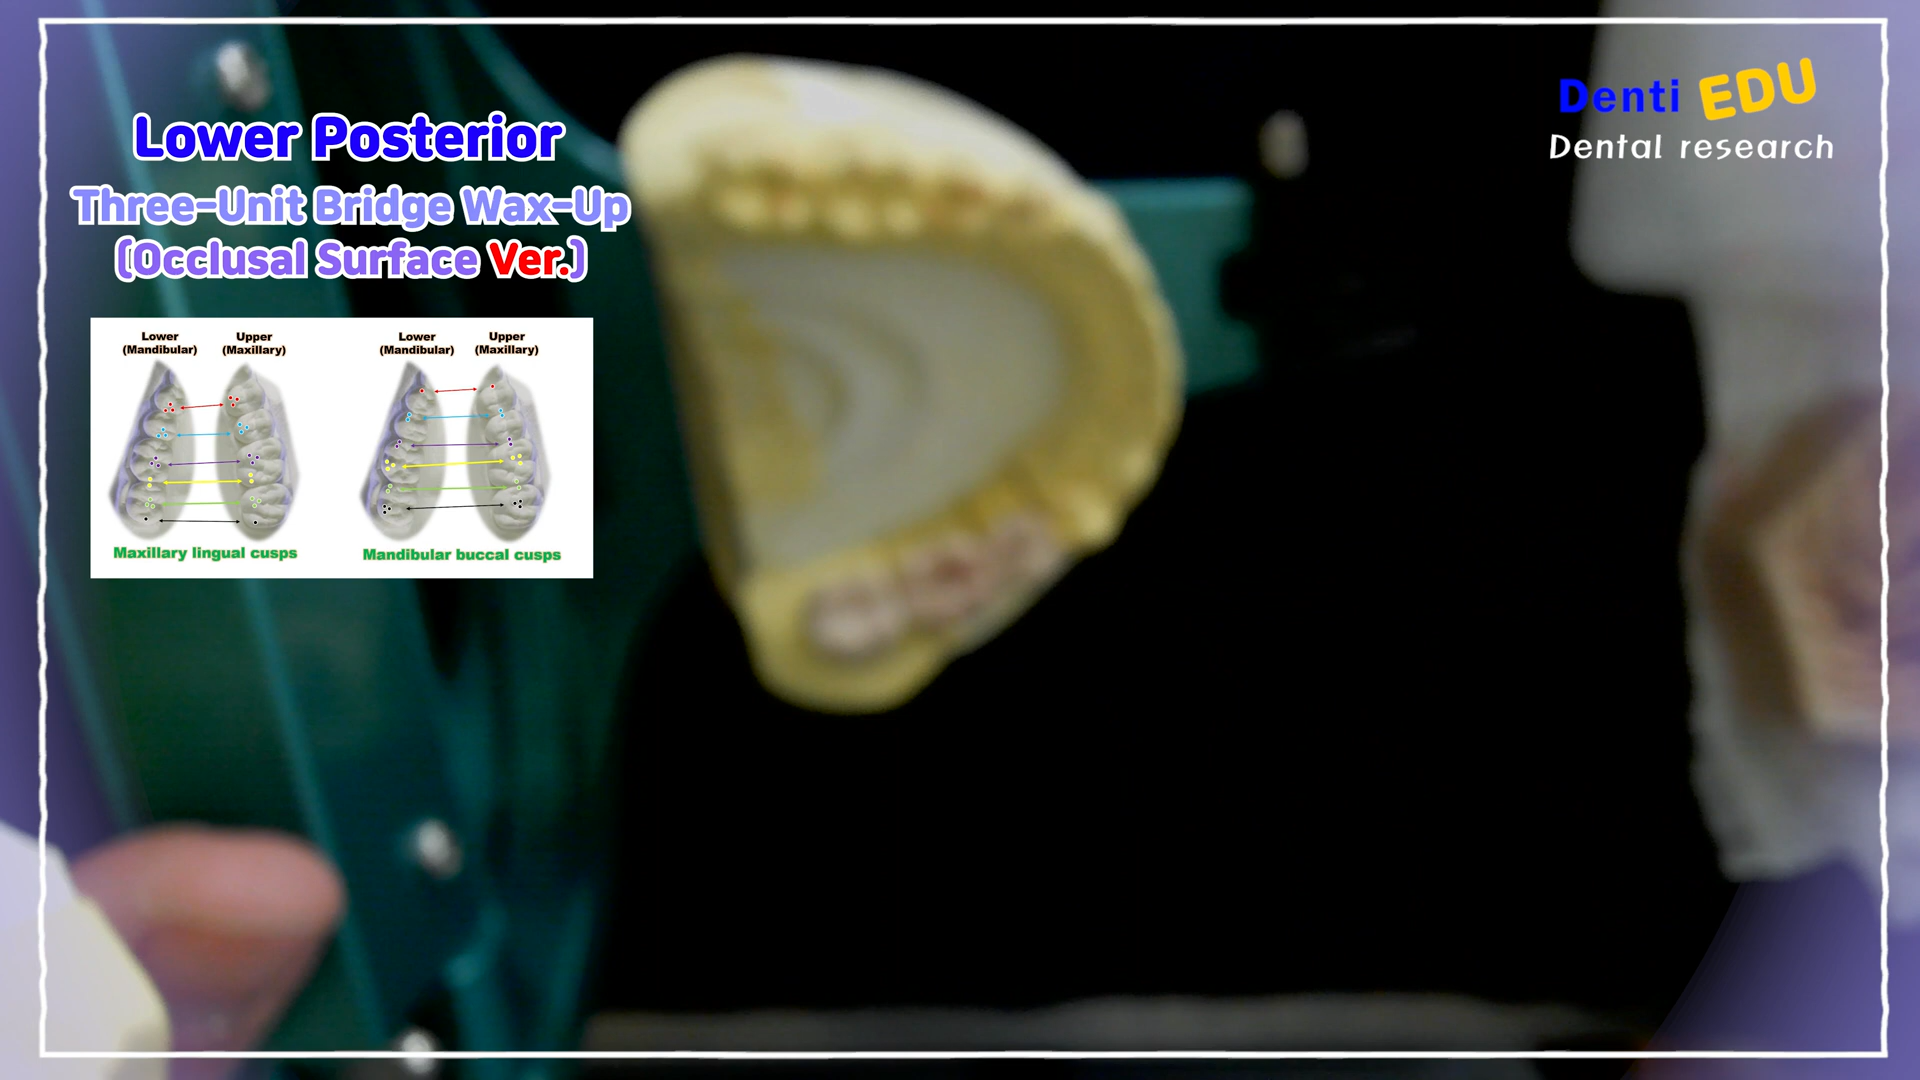 Lower Posterior
Three-Unit Bridge Wax-Up
(Occlusal Surface Ver.)
Denti EDU
Dental research
Lower (Mandibular)
Upper (Maxillary)
Lower (Mandibular)
Upper (Maxillary)
Maxillary lingual cusps
Mandibular buccal cusps